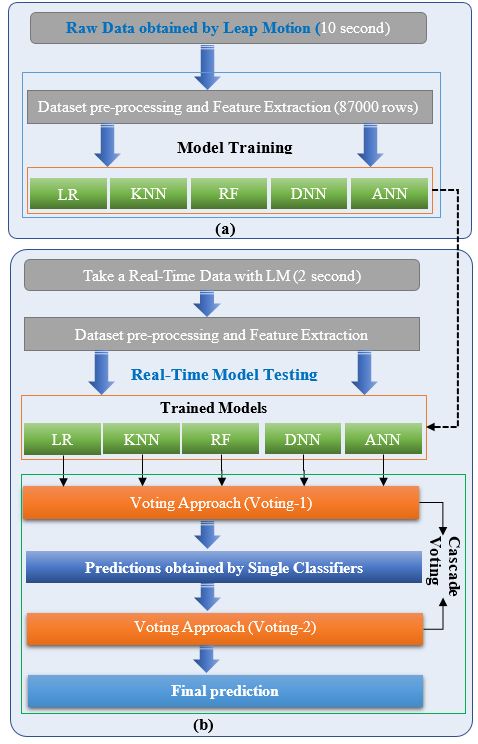 Raw Data obtained by Leap Motion (10 second)
Dataset pre-processing and Feature Extraction (87000 rows)
Model Training
LR KNN RF DNN ANN
(a)
Take a Real-Time Data with LM (2 second)
Dataset pre-processing and Feature Extraction
Real-Time Model Testing
Trained Models
LR KNN RF DNN ANN
Voting Approach (Voting-1)
Predictions obtained by Single Classifiers
Voting Approach (Voting-2)
Final prediction
Cascade
Voting
(b)